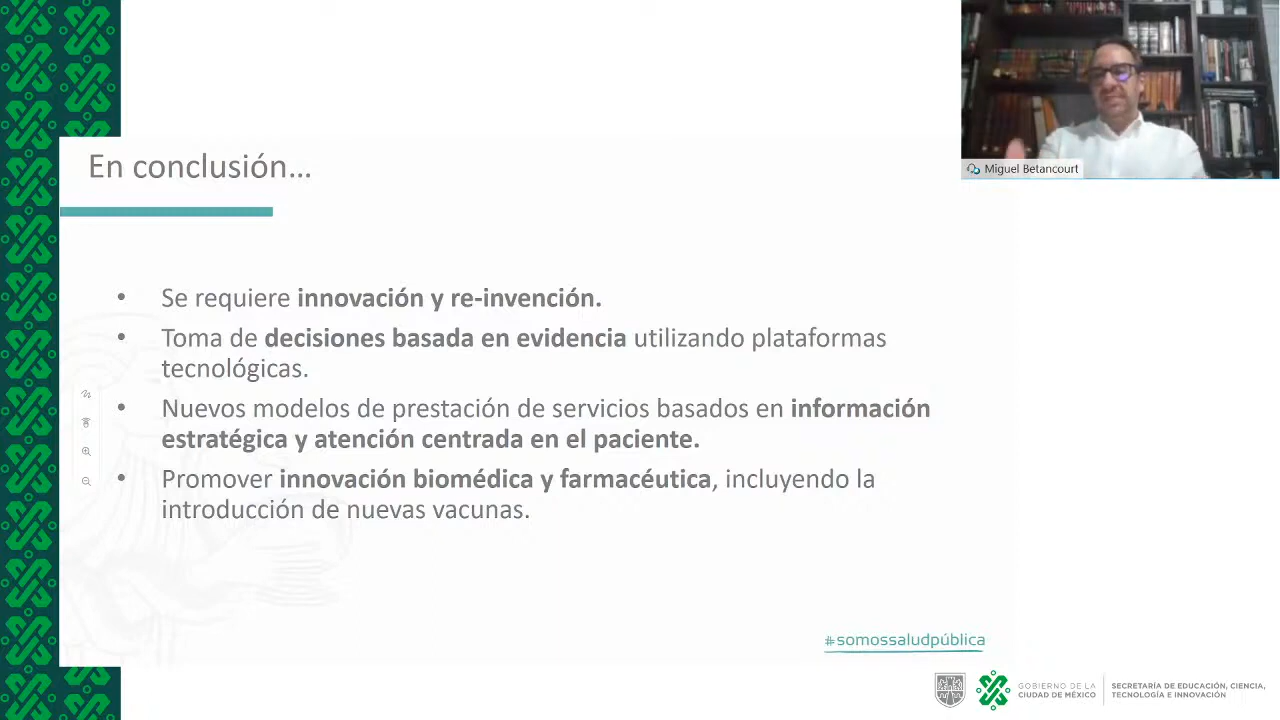 En conclusión...
Miguel Betancourt
• Se requiere innovación y re-invención.
• Toma de decisiones basada en evidencia utilizando plataformas
tecnológicas.
• Nuevos modelos de prestación de servicios basados en información
estratégica y atención centrada en el paciente.
• Promover innovación biomédica y farmacéutica, incluyendo la
introducción de nuevas vacunas.
#somossaludpública
GOBIERNO DE LA
CIUDAD DE MÉXICO
SECRETARÍA DE EDUCACIÓN, CIENCIA,
TECNOLOGÍA E INNOVACIÓN